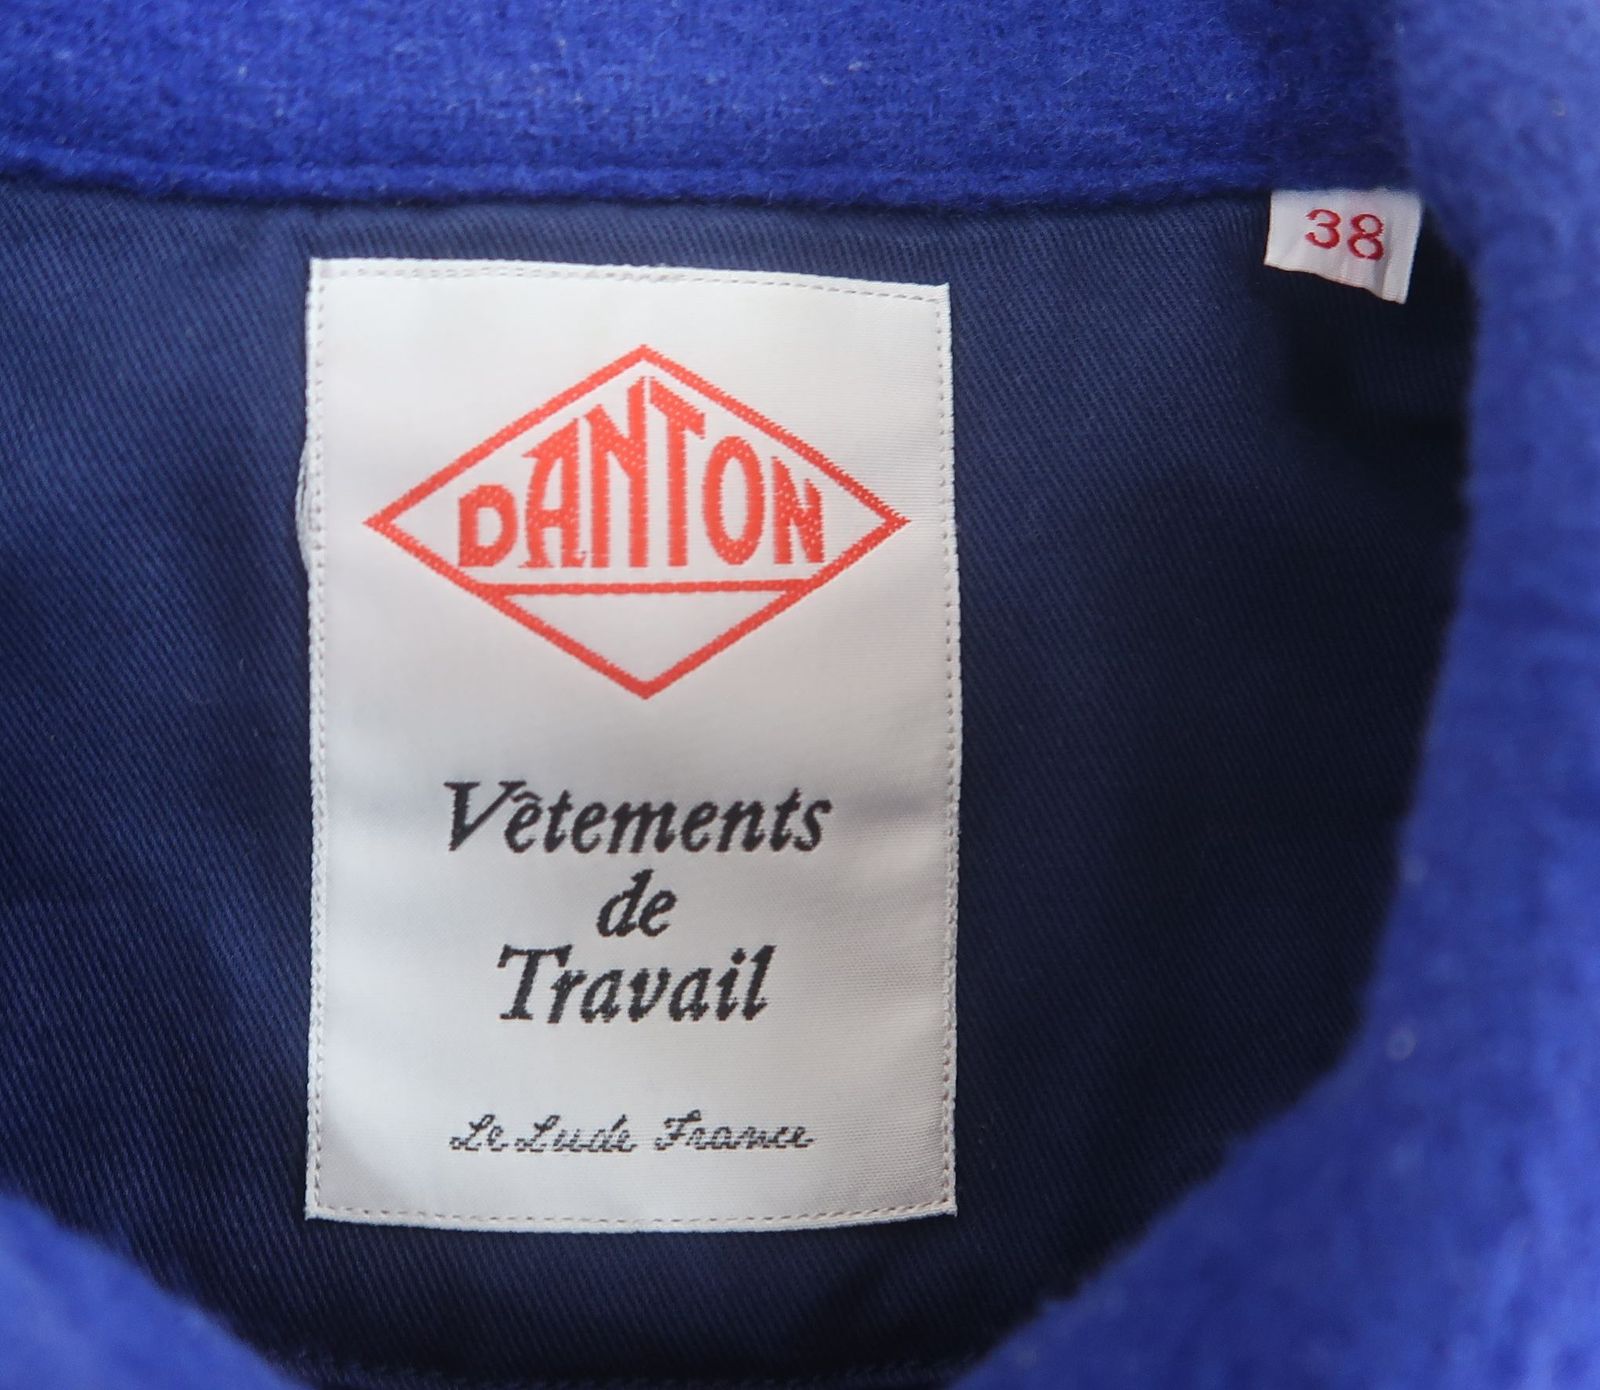 38
DANTON
Vêtements
de
Travail
Le Lude France